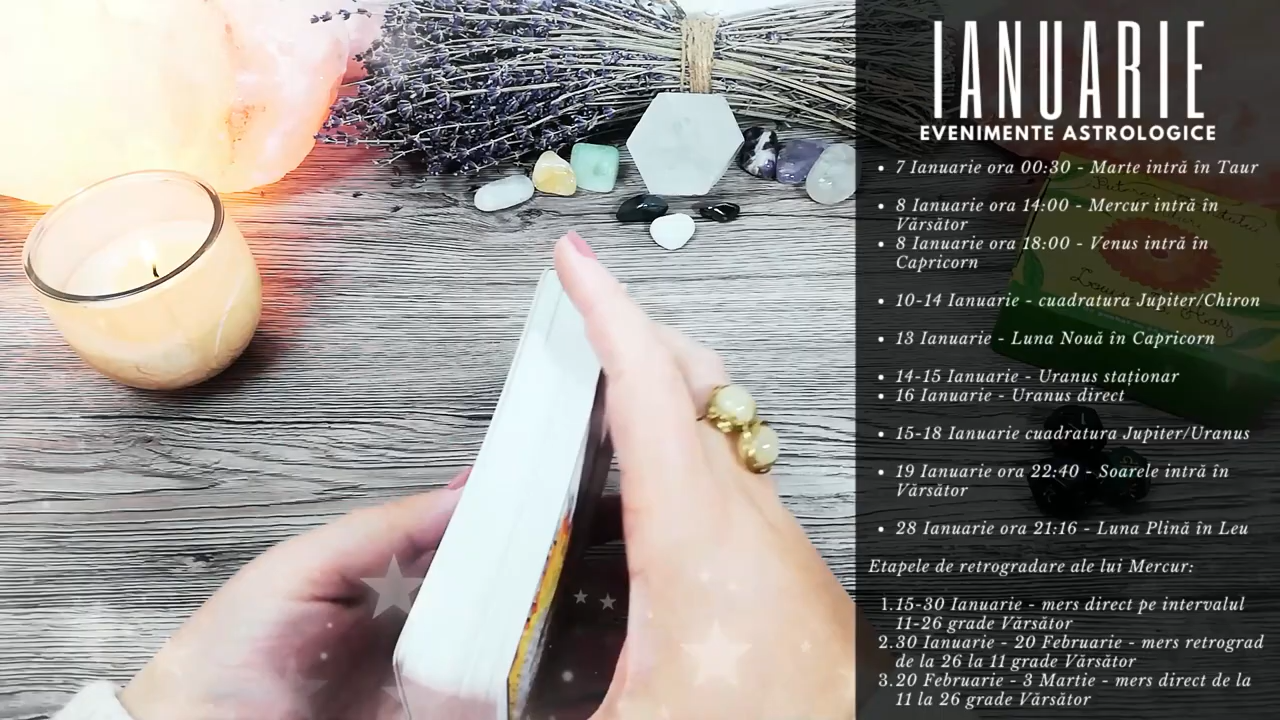 IANUARIE
EVENIMENTE ASTROLOGICE
• 7 Ianuarie ora 00:30 - Marte intră în Taur
• 8 Ianuarie ora 14:00 - Mercur intră în
Vărsător
• 8 Ianuarie ora 18:00 - Venus intră în
Capricorn
• 10-14 Ianuarie - cuadratura Jupiter/Chiron
• 13 Ianuarie - Luna Nouă în Capricorn
• 14-15 Ianuarie - Uranus staționar
• 16 Ianuarie - Uranus direct
• 15-18 Ianuarie cuadratura Jupiter/Uranus
• 19 Ianuarie ora 22:40 - Soarele intră în
Vărsător
• 28 Ianuarie ora 21:16 - Luna Plină în Leu
Etapele de retrogradare ale lui Mercur:
1.15-30 Ianuarie - mers direct pe intervalul
11-26 grade Vărsător
2.30 Ianuarie - 20 Februarie - mers retrograd
de la 26 la 11 grade Vărsător
3.20 Februarie - 3 Martie - mers direct de la
11 la 26 grade Vărsător
Louise Hay